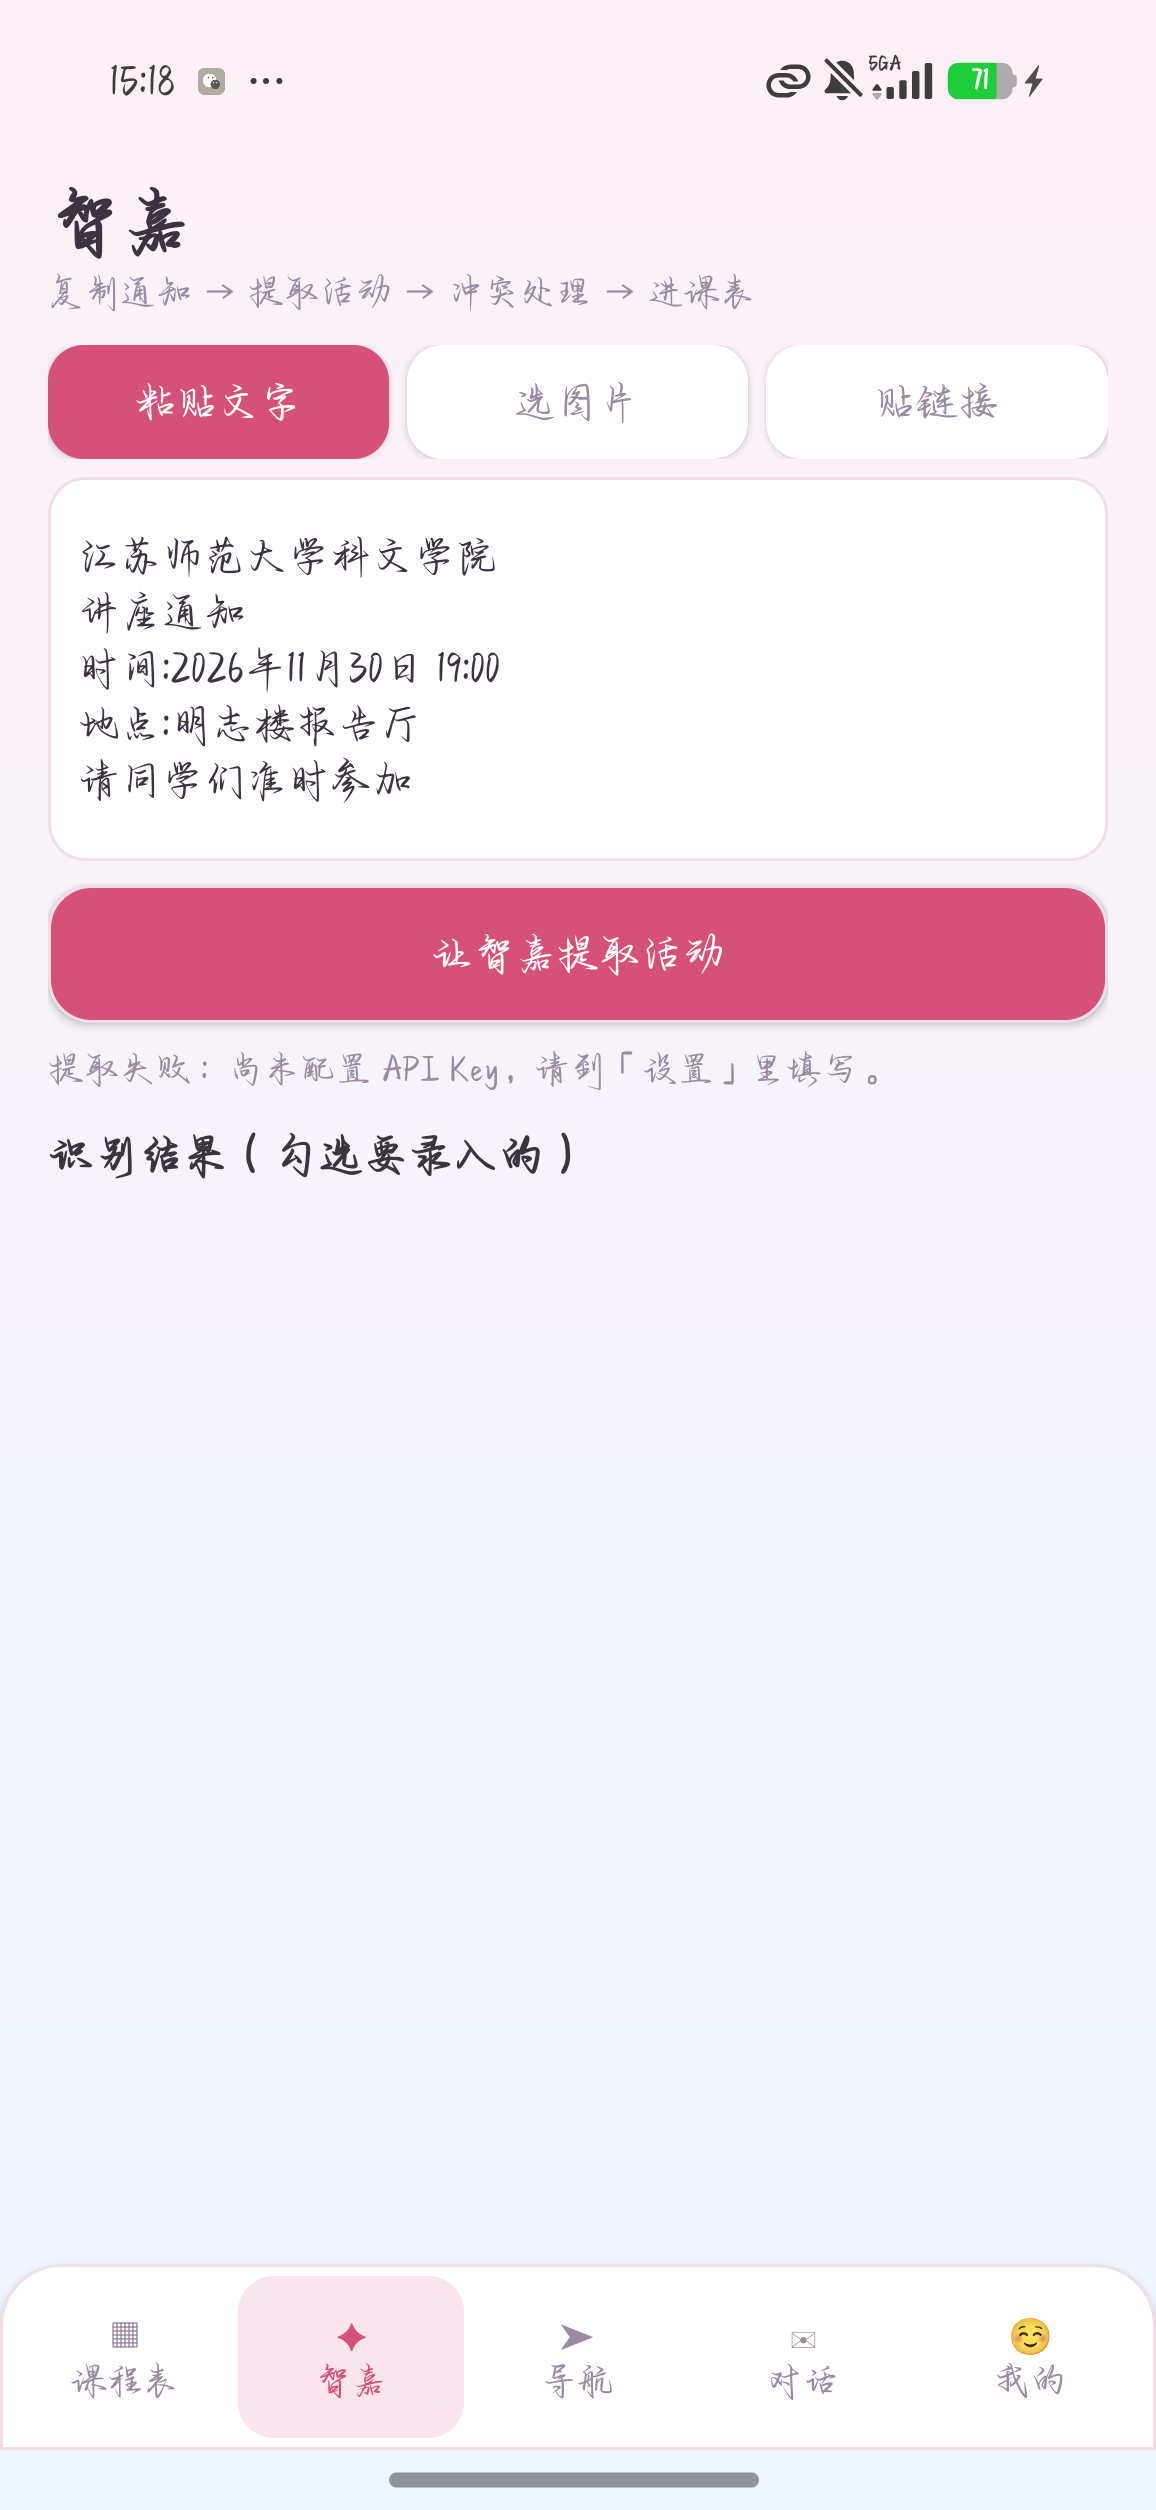 15:18 5GA 71
智嘉
复制通知 → 提取活动 → 冲突处理 → 进课表
粘贴文字 选图片 贴链接
江苏师范大学科文学院
讲座通知
时间:2026年11月30日 19:00
地点:明志楼报告厅
请同学们准时参加
让智嘉提取活动
提取失败：尚未配置 API Key，请到「设置」里填写。
识别结果（勾选要录入的）
课程表 智嘉 导航 对话 我的